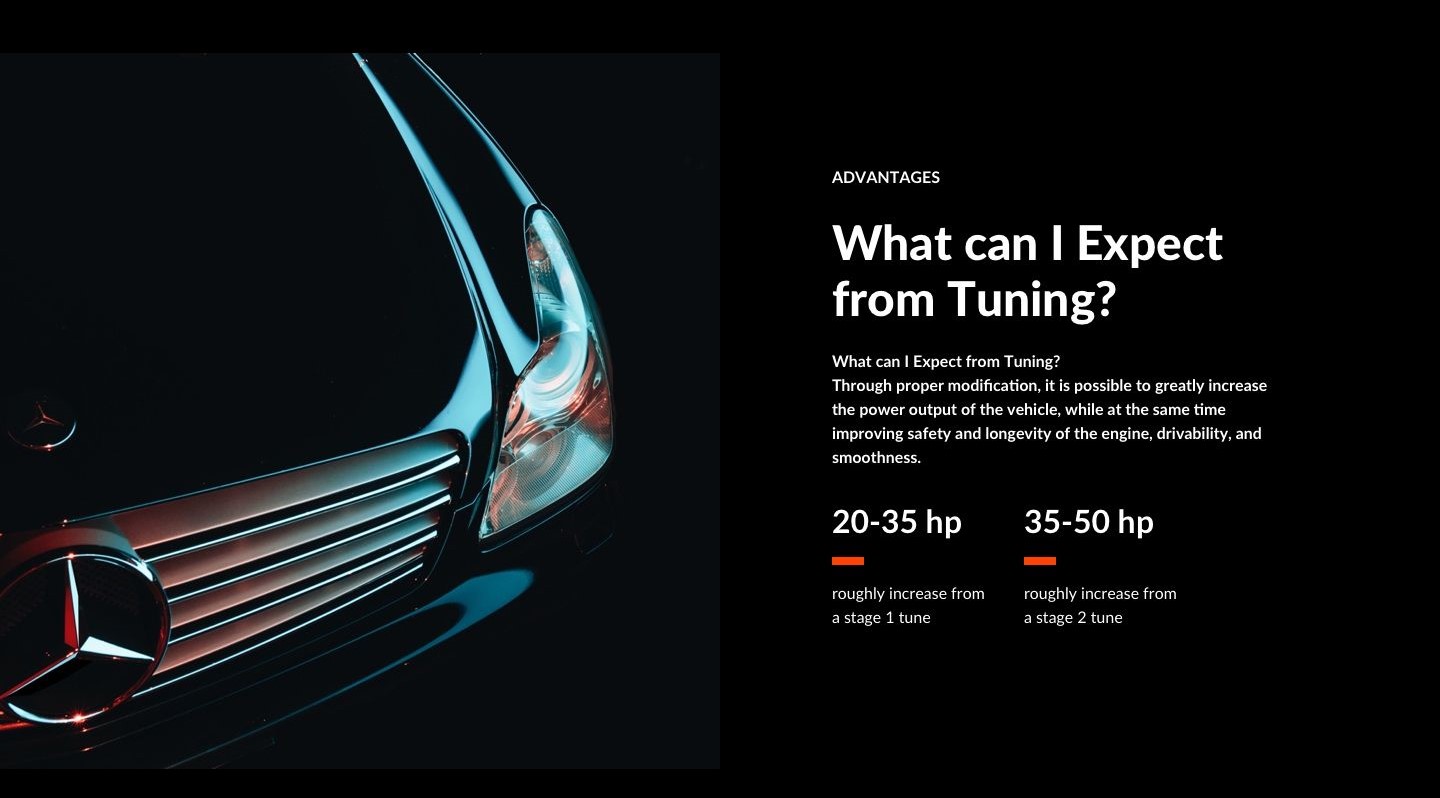 ADVANTAGES
What can I Expect
from Tuning?
What can I Expect from Tuning?
Through proper modification, it is possible to greatly increase
the power output of the vehicle, while at the same time
improving safety and longevity of the engine, drivability, and
smoothness.
20-35 hp
roughly increase from
a stage 1 tune
35-50 hp
roughly increase from
a stage 2 tune